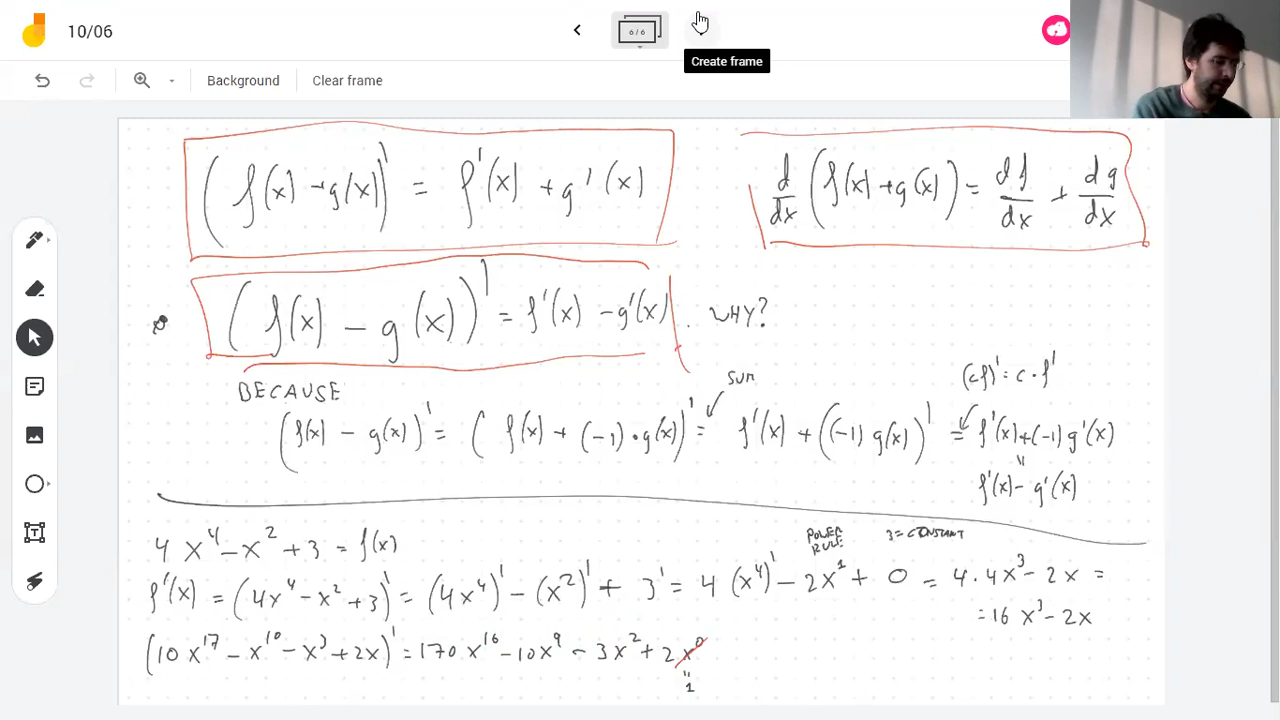 10/06
6/6
Create frame
Background
Clear frame
(f(x) + g(x))' = f'(x) + g'(x)
d/dx (f(x) + g(x)) = df/dx + dg/dx
(f(x) - g(x))' = f'(x) - g'(x). WHY?
BECAUSE
SUM
(cf)' = c · f'
(f(x) - g(x))' = (f(x) + (-1) · g(x))' = f'(x) + ((-1) g(x))' = f'(x) + (-1) g'(x)
"
f'(x) - g'(x)
4x⁴ - x² + 3 = f(x)
POWER RULE
3 = CONSTANT
f'(x) = (4x⁴ - x² + 3)' = (4x⁴)' - (x²)' + 3' = 4 (x⁴)' - 2x¹ + 0 = 4 · 4x³ - 2x =
= 16x³ - 2x
(10x¹⁷ - x¹⁰ - x³ + 2x)' = 170x¹⁶ - 10x⁹ - 3x² + 2x⁰
"
1